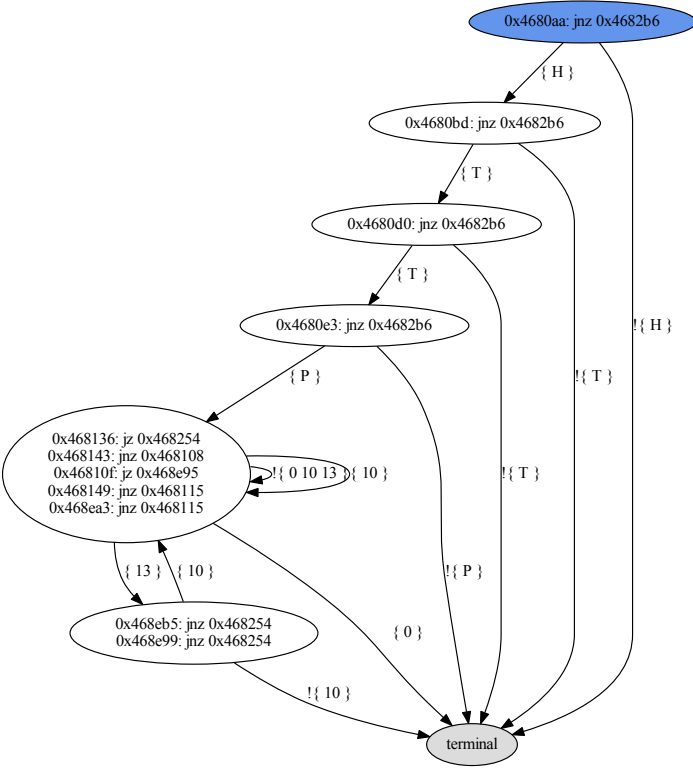 0x4680aa: jnz 0x4682b6
{ H }
0x4680bd: jnz 0x4682b6
{ T }
0x4680d0: jnz 0x4682b6
{ T }
0x4680e3: jnz 0x4682b6
!{ H }
{ P }
!{ T }
0x468136: jz 0x468254
0x468143: jnz 0x468108
0x46810f: jz 0x468e95
0x468149: jnz 0x468115
0x468ea3: jnz 0x468115
!{ 0 10 13 }
{ 10 }
!{ T }
{ 13 }
{ 10 }
!{ P }
0x468eb5: jnz 0x468254
0x468e99: jnz 0x468254
{ 0 }
!{ 10 }
terminal